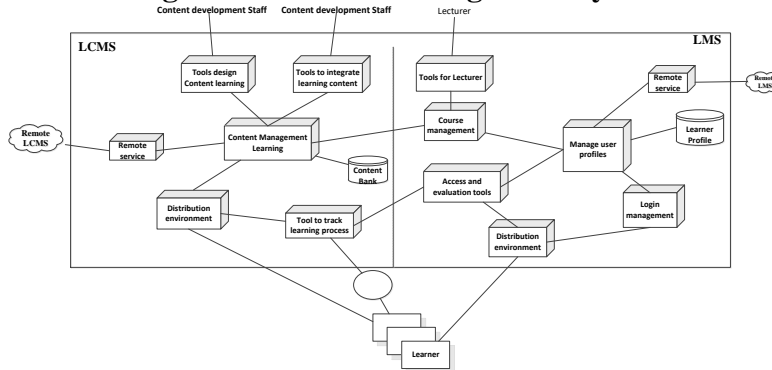 Content development Staff
Content development Staff
Lecturer
LCMS
LMS
Tools design
Content learning
Tools to integrate
learning content
Tools for Lecturer
Remote
service
Remote
LMS
Remote
LCMS
Remote
service
Content Management
Learning
Course
management
Manage user
profiles
Learner
Profile
Content
Bank
Access and
evaluation tools
Distribution
environment
Tool to track
learning process
Login
management
Distribution
environment
Learner